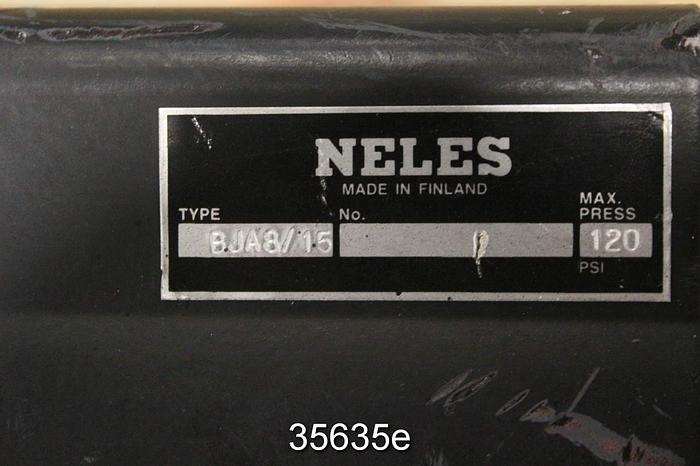 NELES
MADE IN FINLAND
TYPE No. MAX. PRESS
BJA8/15 120
PSI
35635e